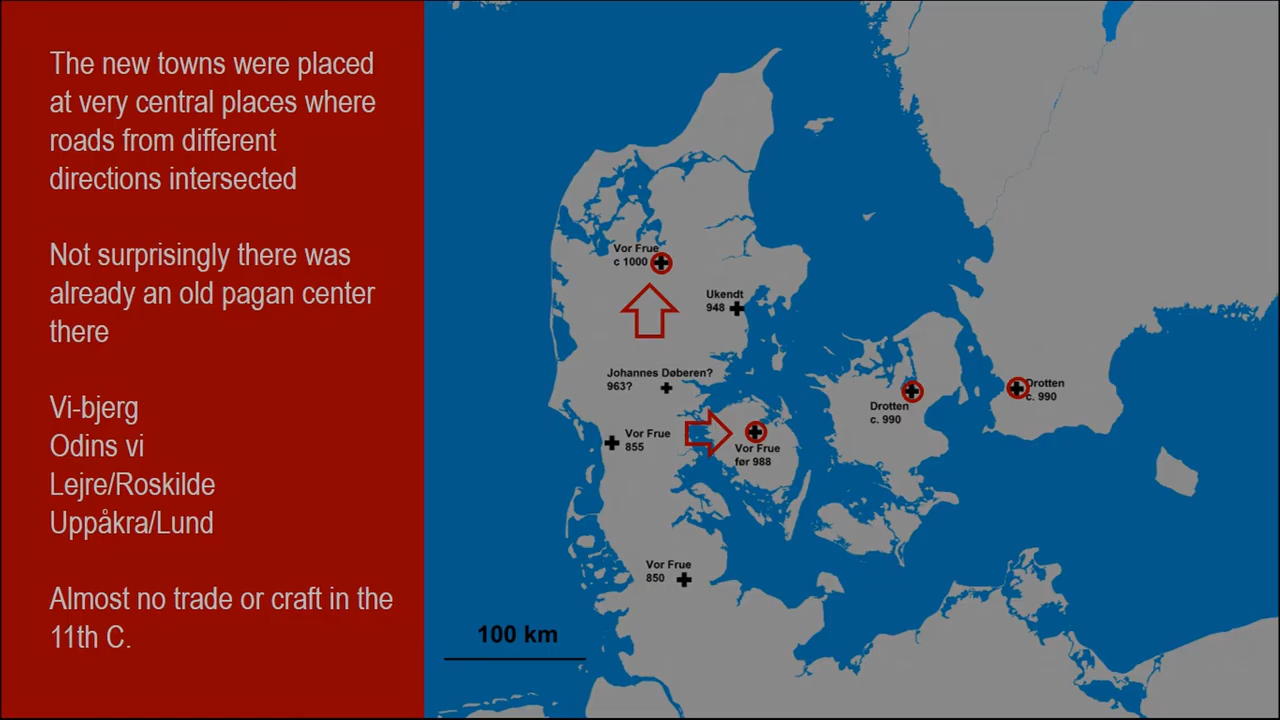 The new towns were placed
at very central places where
roads from different
directions intersected
Not surprisingly there was
already an old pagan center
there
Vi-bjerg
Odins vi
Lejre/Roskilde
Uppåkra/Lund
Almost no trade or craft in the
11th C.
Vor Frue
c 1000
Ukendt
948
Johannes Døberen?
963?
Vor Frue
855
Vor Frue
før 988
Drotten
c. 990
Drotten
c. 990
Vor Frue
850
100 km